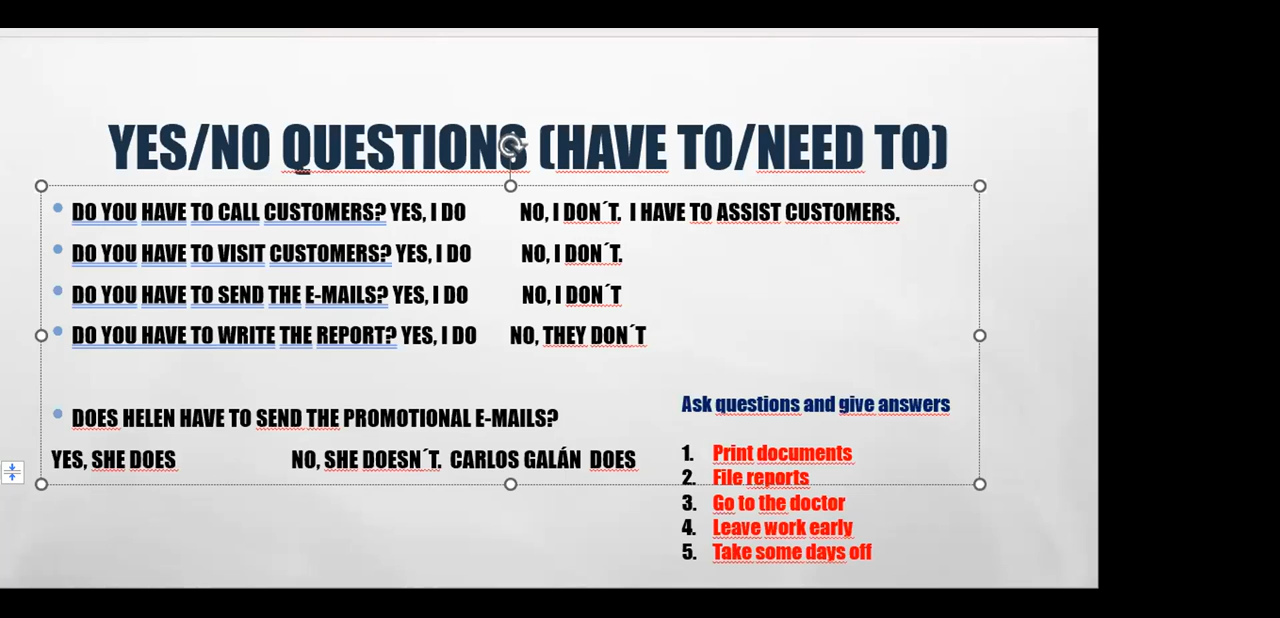 YES/NO QUESTIONS (HAVE TO/NEED TO)
• DO YOU HAVE TO CALL CUSTOMERS? YES, I DO NO, I DON´T. I HAVE TO ASSIST CUSTOMERS.
• DO YOU HAVE TO VISIT CUSTOMERS? YES, I DO NO, I DON´T.
• DO YOU HAVE TO SEND THE E-MAILS? YES, I DO NO, I DON´T
• DO YOU HAVE TO WRITE THE REPORT? YES, I DO NO, THEY DON´T
• DOES HELEN HAVE TO SEND THE PROMOTIONAL E-MAILS?
YES, SHE DOES NO, SHE DOESN´T. CARLOS GALÁN DOES
Ask questions and give answers
1. Print documents
2. File reports
3. Go to the doctor
4. Leave work early
5. Take some days off